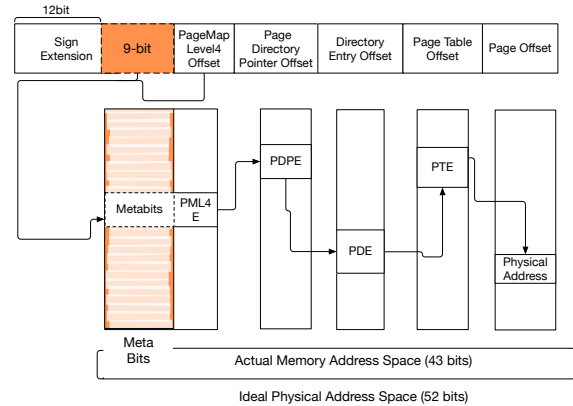 12bit
Sign
Extension
9-bit
PageMap
Level4
Offset
Page
Directory
Pointer Offset
Directory
Entry Offset
Page Table
Offset
Page Offset
Metabits
PML4
E
PDPE
PDE
PTE
Physical
Address
Meta
Bits
Actual Memory Address Space (43 bits)
Ideal Physical Address Space (52 bits)